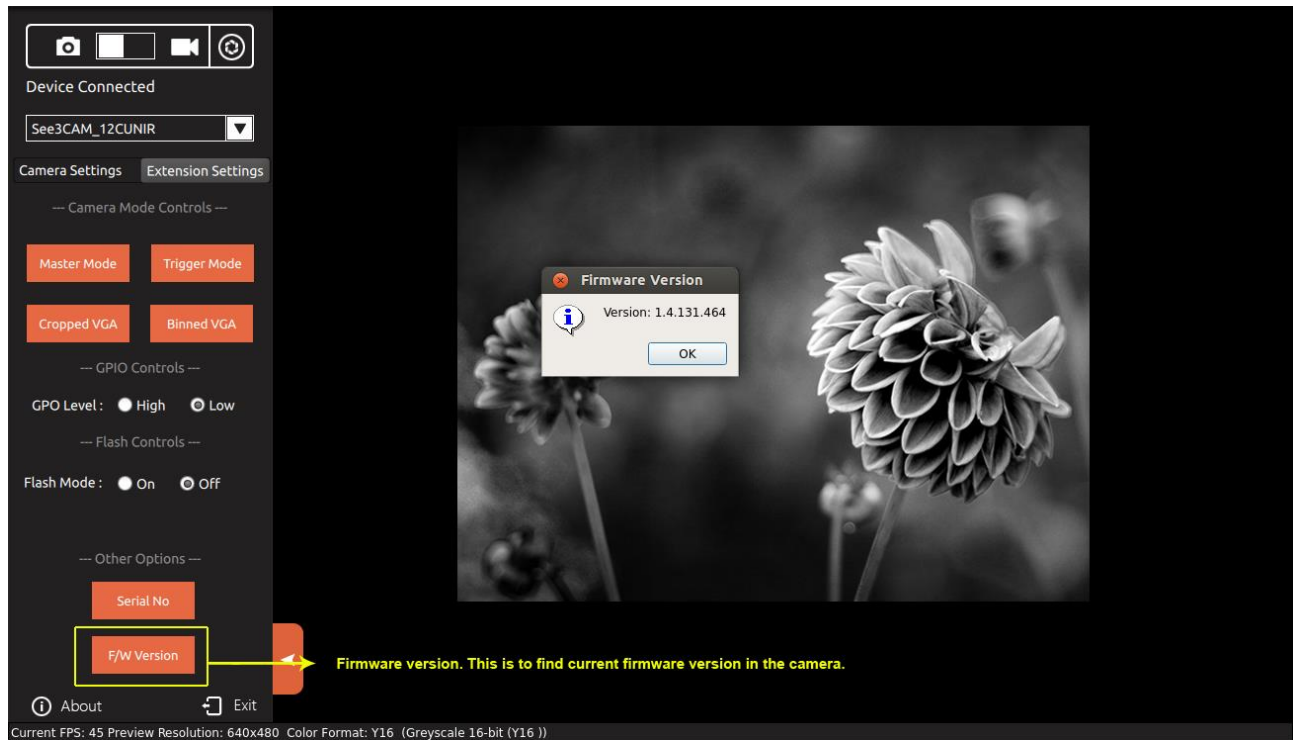 Device Connected
See3CAM_12CUNIR
Camera Settings Extension Settings
--- Camera Mode Controls ---
Master Mode Trigger Mode
Cropped VGA Binned VGA
--- GPIO Controls ---
GPO Level : High Low
--- Flash Controls ---
Flash Mode : On Off
--- Other Options ---
Serial No
F/W Version
About Exit
Firmware Version
Version: 1.4.131.464
OK
Firmware version. This is to find current firmware version in the camera.
Current FPS: 45 Preview Resolution: 640x480 Color Format: Y16 (Greyscale 16-bit (Y16 ))